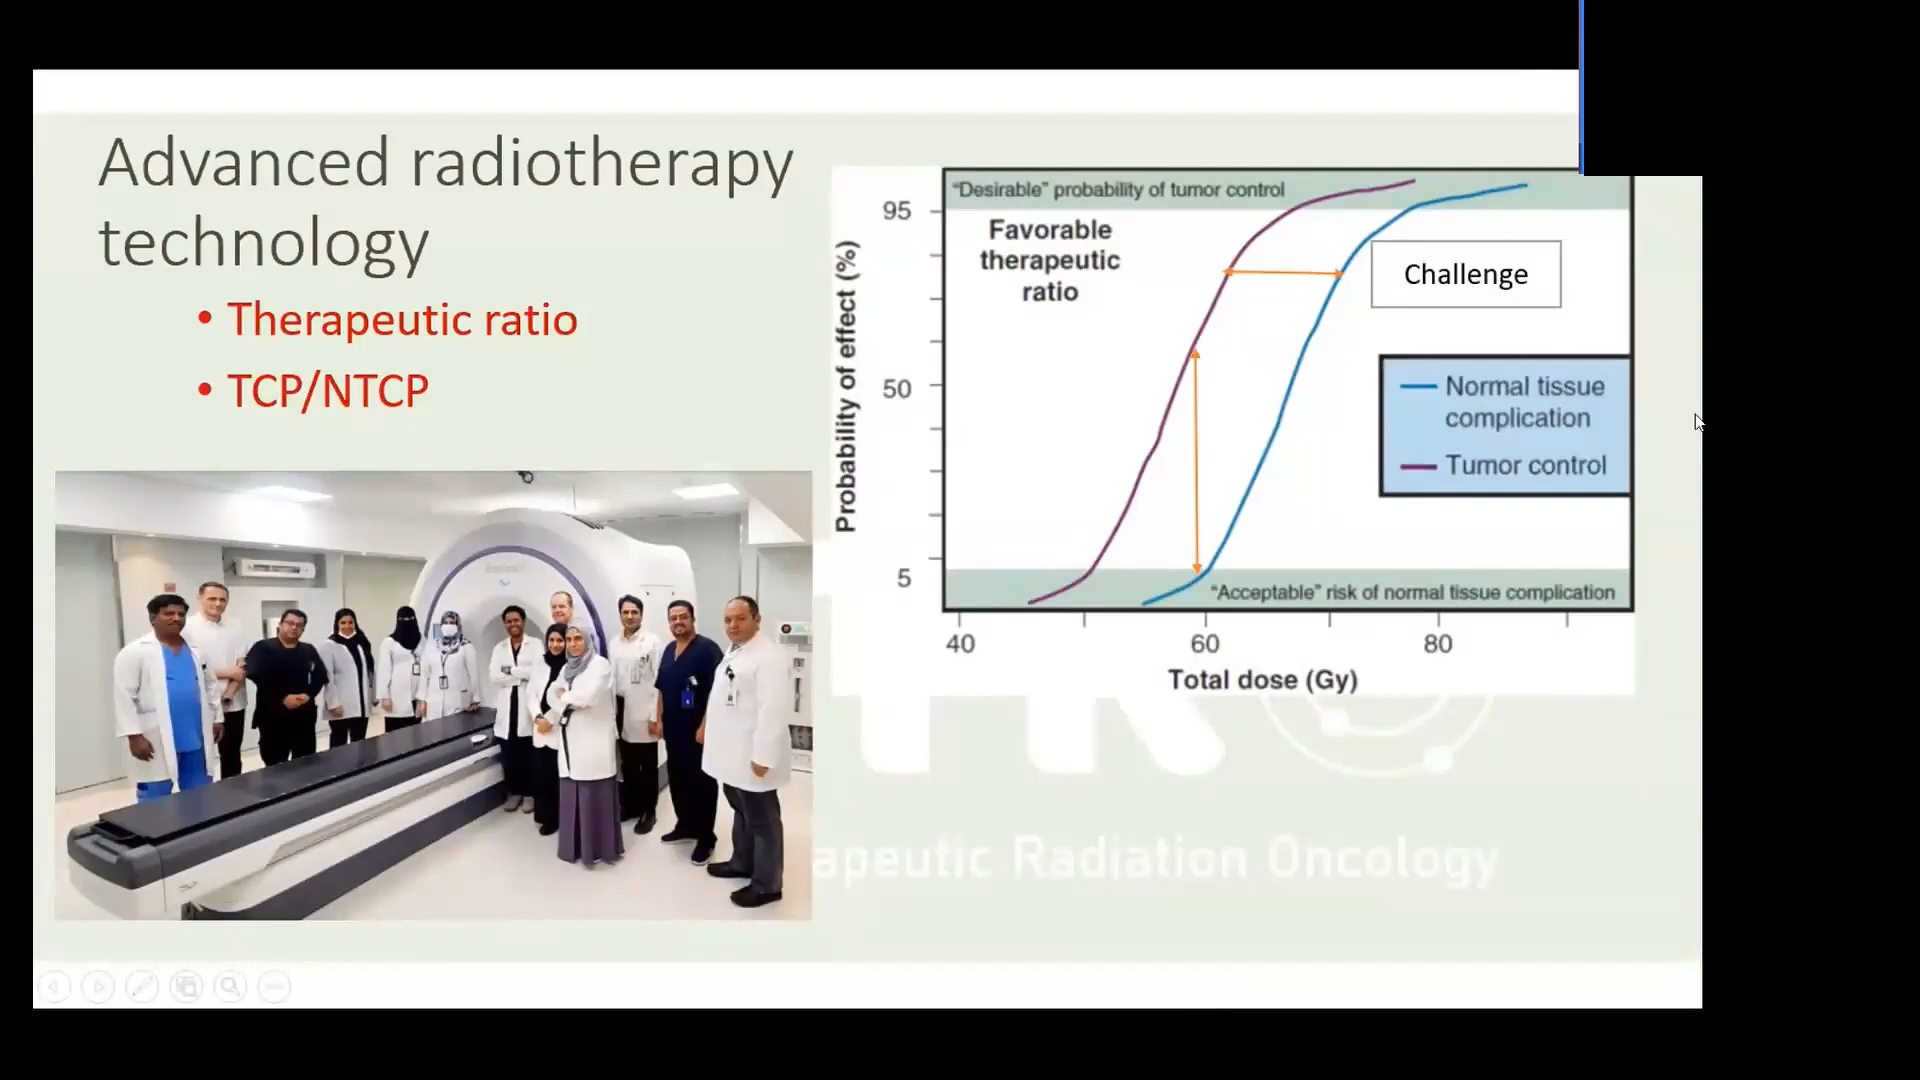 Advanced radiotherapy
technology
• Therapeutic ratio
• TCP/NTCP
"Desirable" probability of tumor control
Favorable
therapeutic
ratio
Challenge
Normal tissue
complication
Tumor control
"Acceptable" risk of normal tissue complication
Probability of effect (%)
95
50
5
40
60
80
Total dose (Gy)
apeutic Radiation Oncology